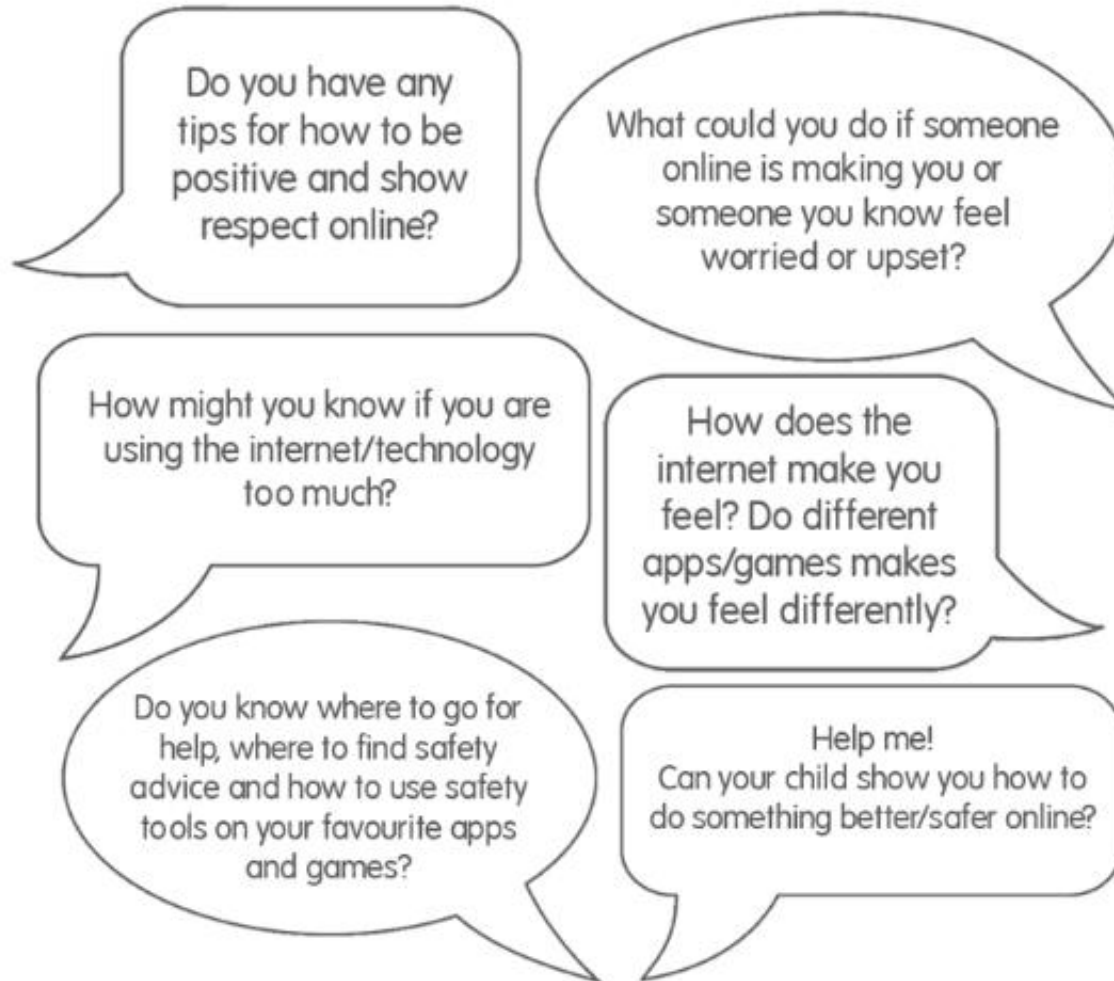 Do you have any
tips for how to be
positive and show
respect online?
What could you do if someone
online is making you or
someone you know feel
worried or upset?
How might you know if you are
using the internet/technology
too much?
How does the
internet make you
feel? Do different
apps/games makes
you feel differently?
Do you know where to go for
help, where to find safety
advice and how to use safety
tools on your favourite apps
and games?
Help me!
Can your child show you how to
do something better/safer online?